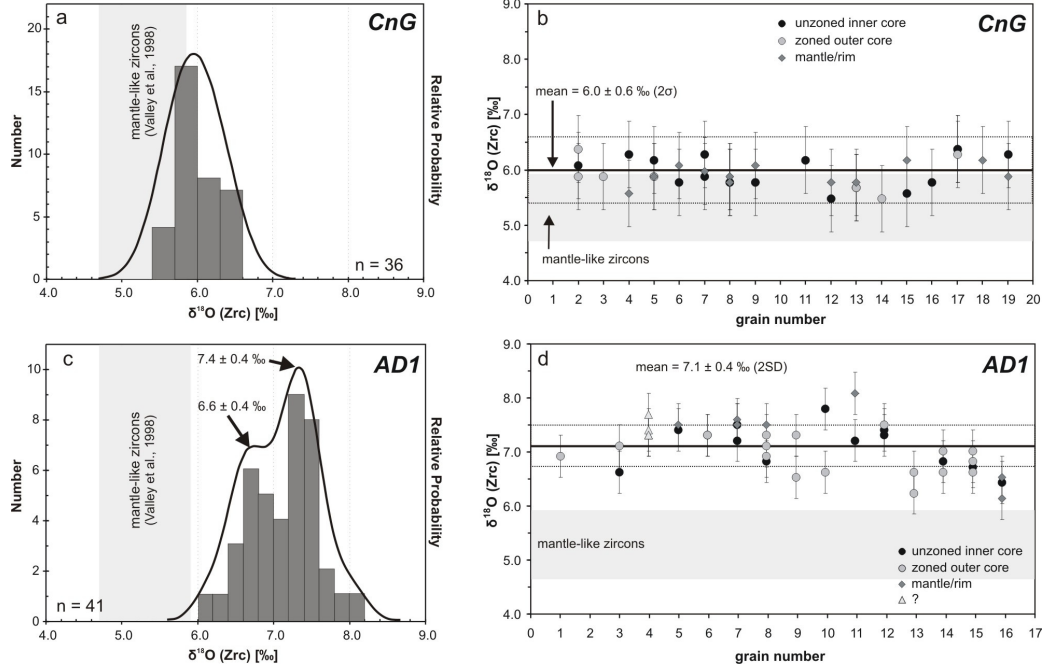 a
CnG
20
15
10
5
0
Number
mantle-like zircons
(Valley et al., 1998)
Relative Probability
n = 36
4.0 5.0 6.0 7.0 8.0 9.0
δ¹⁸O (Zrc) [‰]
b
CnG
unzoned inner core
zoned outer core
mantle/rim
mean = 6.0 ± 0.6 ‰ (2σ)
9.0
8.0
7.0
6.0
5.0
4.0
δ¹⁸O (Zrc) [‰]
mantle-like zircons
0 1 2 3 4 5 6 7 8 9 10 11 12 13 14 15 16 17 18 19 20
grain number
c
AD1
7.4 ± 0.4 ‰
6.6 ± 0.4 ‰
10
8
6
4
2
0
Number
mantle-like zircons
(Valley et al., 1998)
Relative Probability
n = 41
4.0 5.0 6.0 7.0 8.0 9.0
δ¹⁸O (Zrc) [‰]
d
AD1
mean = 7.1 ± 0.4 ‰ (2SD)
9.0
8.0
7.0
6.0
5.0
4.0
δ¹⁸O (Zrc) [‰]
mantle-like zircons
unzoned inner core
zoned outer core
mantle/rim
?
0 1 2 3 4 5 6 7 8 9 10 11 12 13 14 15 16 17
grain number